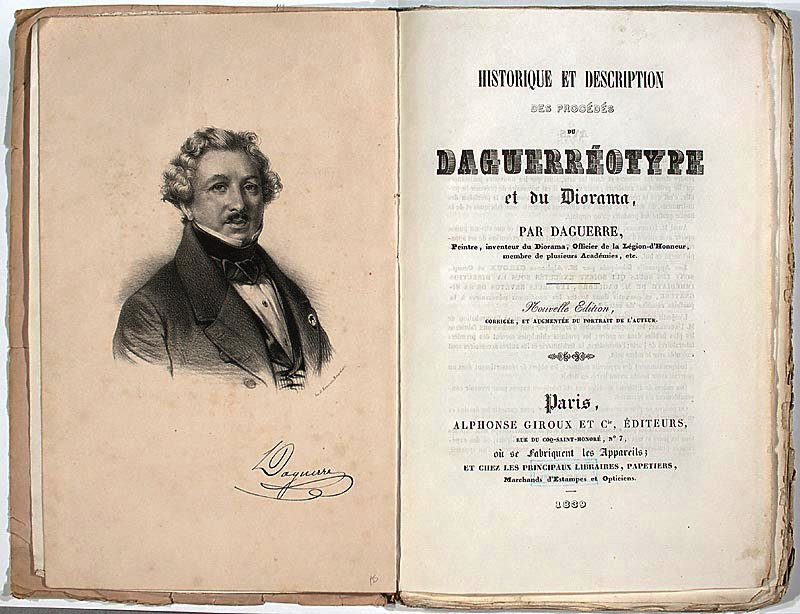 Daguerre
HISTORIQUE ET DESCRIPTION
DES PROCÉDÉS
DU
DAGUERRÉOTYPE
et du Diorama,
PAR DAGUERRE,
Peintre, inventeur du Diorama, Officier de la Légion-d'Honneur,
membre de plusieurs Académies, etc.
Nouvelle Edition,
CORRIGÉE, ET AUGMENTÉE DU PORTRAIT DE L'AUTEUR.
Paris,
ALPHONSE GIROUX ET Cie, ÉDITEURS,
RUE DU COQ-SAINT-HONORÉ, N° 7,
où se Fabriquent les Appareils;
ET CHEZ LES PRINCIPAUX LIBRAIRES, PAPETIERS,
Marchands d'Estampes et Opticiens.
1839